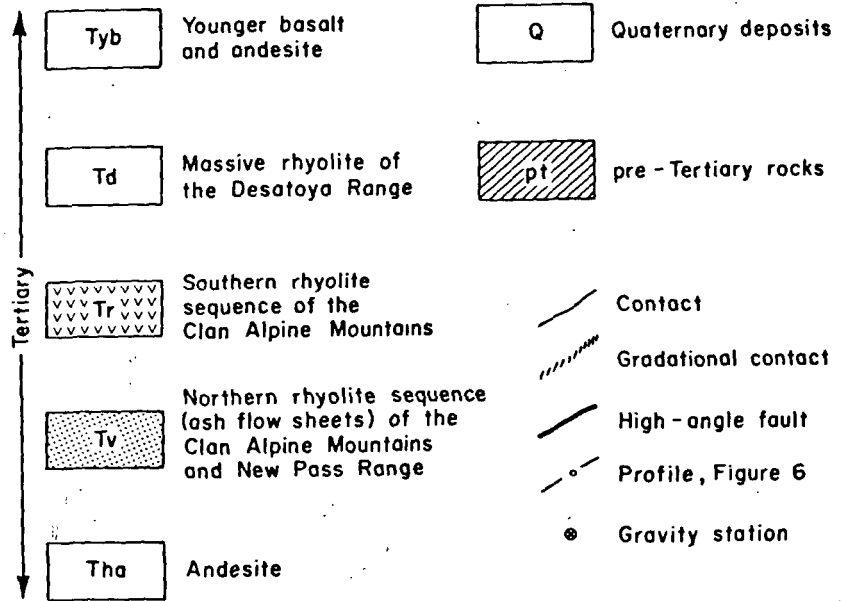 Tertiary
Tyb
Younger basalt
and andesite
Td
Massive rhyolite of
the Desatoya Range
Tr
Southern rhyolite
sequence of the
Clan Alpine Mountains
Tv
Northern rhyolite sequence
(ash flow sheets) of the
Clan Alpine Mountains
and New Pass Range
Tha
Andesite
Q
Quaternary deposits
pt
pre-Tertiary rocks
Contact
Gradational contact
High-angle fault
Profile, Figure 6
Gravity station